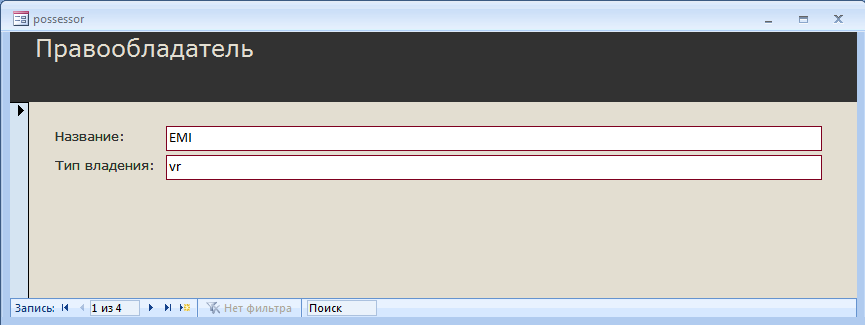 possessor
Правообладатель
Название: EMI
Тип владения: vr
Запись: 1 из 4 Нет фильтра Поиск